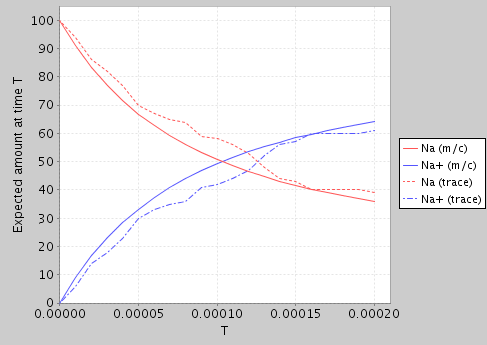 Expected amount at time T
100
90
80
70
60
50
40
30
20
10
0
0.00000 0.00005 0.00010 0.00015 0.00020
T
Na (m/c)
Na+ (m/c)
Na (trace)
Na+ (trace)